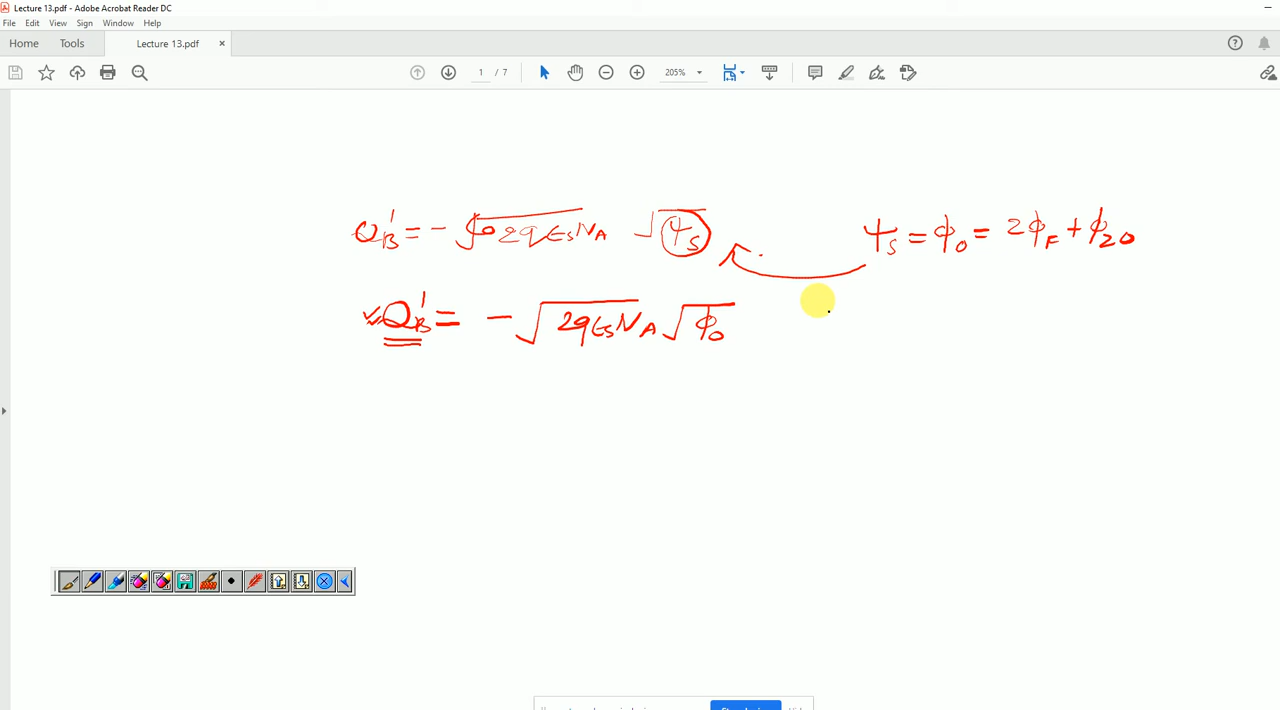 Lecture 13.pdf - Adobe Acrobat Reader DC
File Edit View Sign Window Help
Home Tools Lecture 13.pdf ×
1 / 7 205%
Q'B = - √2qεsNA √ψs ψs = φ0 = 2φF + φZ0
Q'B = - √2qεsNA √φ0